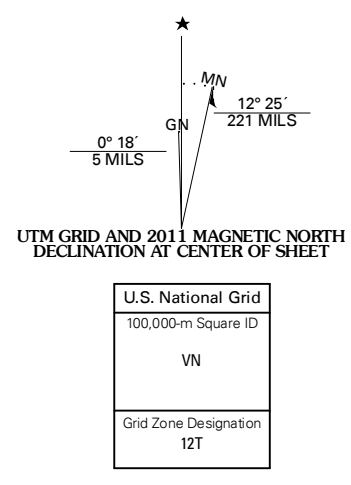 ★
MN
GN
12° 25´
221 MILS
0° 18´
5 MILS
UTM GRID AND 2011 MAGNETIC NORTH
DECLINATION AT CENTER OF SHEET
U.S. National Grid
100,000-m Square ID
VN
Grid Zone Designation
12T